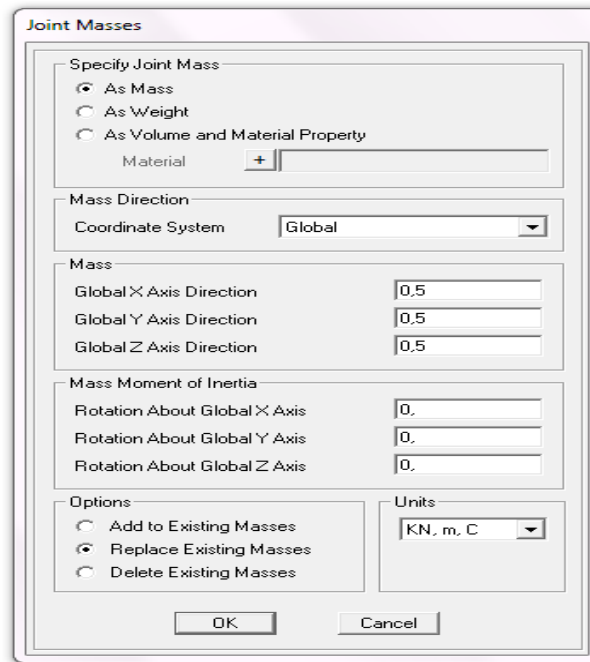 Joint Masses
Specify Joint Mass
As Mass
As Weight
As Volume and Material Property
Material +
Mass Direction
Coordinate System Global
Mass
Global X Axis Direction 0,5
Global Y Axis Direction 0,5
Global Z Axis Direction 0,5
Mass Moment of Inertia
Rotation About Global X Axis 0,
Rotation About Global Y Axis 0,
Rotation About Global Z Axis 0,
Options
Add to Existing Masses
Replace Existing Masses
Delete Existing Masses
Units
KN, m, C
OK
Cancel